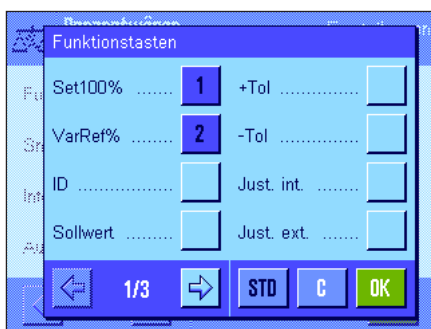 Funktionstasten
Set100% ....... 1 +Tol ...............
VarRef% ....... 2 -Tol ...............
ID ................. Just. int. .......
Sollwert ........ Just. ext. .......
1/3 STD C OK